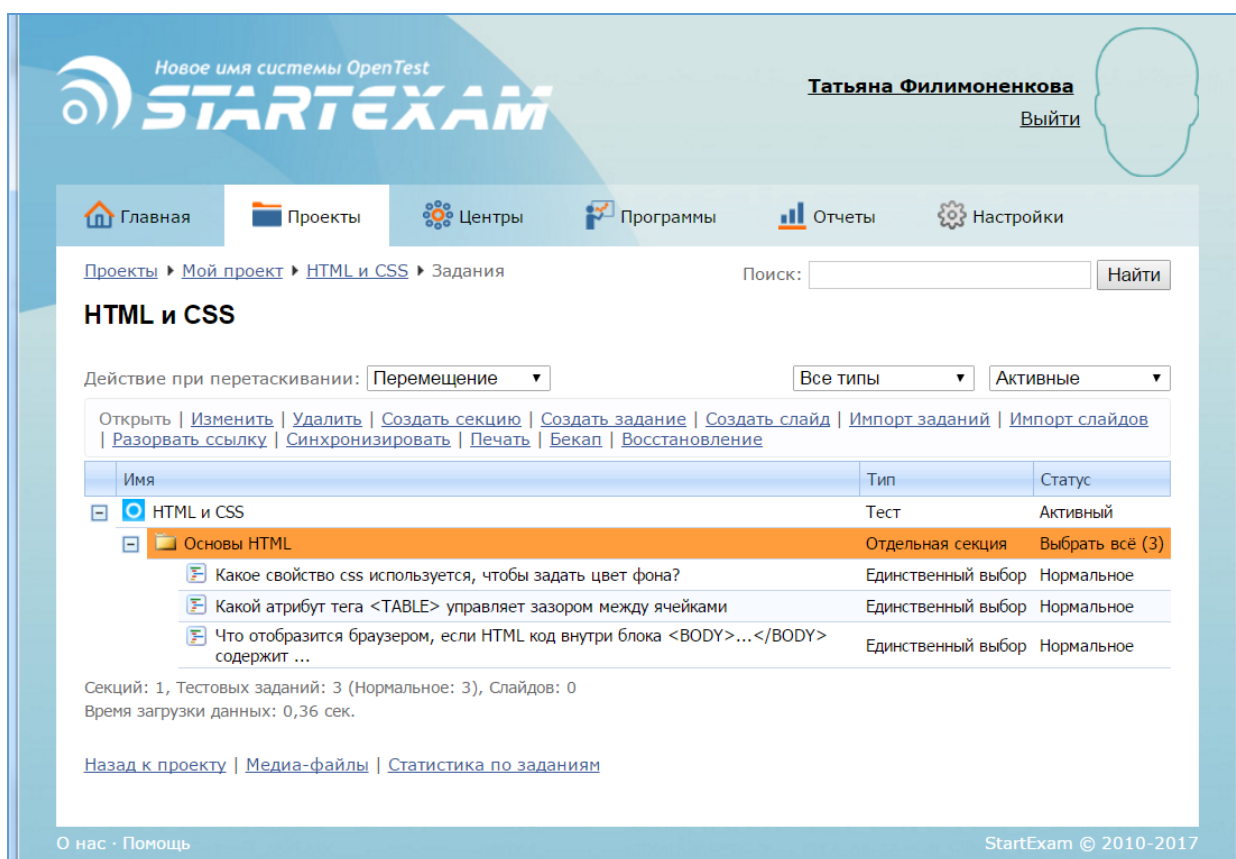 Новое имя системы OpenTest
STARTEXAM
Татьяна Филимоненкова
Выйти
Главная Проекты Центры Программы Отчеты Настройки
Проекты Мой проект HTML и CSS Задания Поиск: Найти
HTML и CSS
Действие при перетаскивании: Перемещение Все типы Активные
Открыть | Изменить | Удалить | Создать секцию | Создать задание | Создать слайд | Импорт заданий | Импорт слайдов
| Разорвать ссылку | Синхронизировать | Печать | Бекап | Восстановление
Имя Тип Статус
HTML и CSS Тест Активный
Основы HTML Отдельная секция Выбрать всё (3)
Какое свойство css используется, чтобы задать цвет фона? Единственный выбор Нормальное
Какой атрибут тега <TABLE> управляет зазором между ячейками Единственный выбор Нормальное
Что отобразится браузером, если HTML код внутри блока <BODY>...</BODY>
содержит ... Единственный выбор Нормальное
Секций: 1, Тестовых заданий: 3 (Нормальное: 3), Слайдов: 0
Время загрузки данных: 0,36 сек.
Назад к проекту | Медиа-файлы | Статистика по заданиям
О нас · Помощь StartExam © 2010-2017